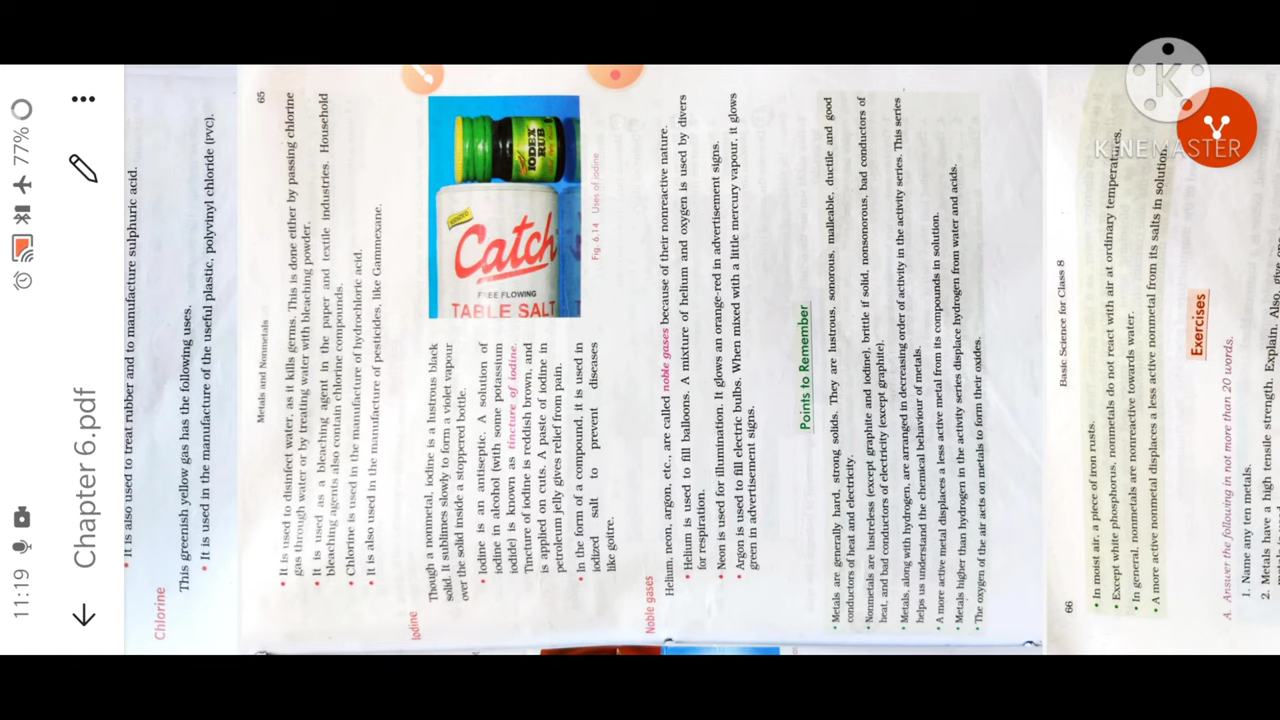 11:19
77%
Chapter 6.pdf
• It is also used to treat rubber and to manufacture sulphuric acid.
Chlorine
This greenish yellow gas has the following uses.
• It is used in the manufacture of the useful plastic, polyvinyl chloride (PVC).
Metals and Nonmetals
65
• It is used to disinfect water, as it kills germs. This is done either by passing chlorine
gas through water or by treating water with bleaching powder.
• It is used as a bleaching agent in the paper and textile industries. Household
bleaching agents also contain chlorine compounds.
• Chlorine is used in the manufacture of hydrochloric acid.
• It is also used in the manufacture of pesticides, like Gammexane.
Iodine
Though a nonmetal, iodine is a lustrous black
solid. It sublimes slowly to form a violet vapour
over the solid inside a stoppered bottle.
• Iodine is an antiseptic. A solution of
iodine in alcohol (with some potassium
iodide) is known as tincture of iodine.
Tincture of iodine is reddish brown, and
is applied on cuts. A paste of iodine in
petroleum jelly gives relief from pain.
• In the form of a compound, it is used in
iodized salt to prevent diseases
like goitre.
IODIZED
Catch
FREE FLOWING
TABLE SALT
IODEX
RUB
Fig. 6.14 Uses of iodine
Noble gases
Helium, neon, argon, etc., are called noble gases because of their nonreactive nature.
• Helium is used to fill balloons. A mixture of helium and oxygen is used by divers
for respiration.
• Neon is used for illumination. It glows an orange-red in advertisement signs.
• Argon is used to fill electric bulbs. When mixed with a little mercury vapour, it glows
green in advertisement signs.
Points to Remember
• Metals are generally hard, strong solids. They are lustrous, sonorous, malleable, ductile and good
conductors of heat and electricity.
• Nonmetals are lustreless (except graphite and iodine), brittle if solid, nonsonorous, bad conductors of
heat, and bad conductors of electricity (except graphite).
• Metals, along with hydrogen, are arranged in decreasing order of activity in the activity series. This series
helps us understand the chemical behaviour of metals.
• A more active metal displaces a less active metal from its compounds in solution.
• Metals higher than hydrogen in the activity series displace hydrogen from water and acids.
• The oxygen of the air acts on metals to form their oxides.
66
Basic Science for Class 8
• In moist air, a piece of iron rusts.
• Except white phosphorus, nonmetals do not react with air at ordinary temperatures.
• In general, nonmetals are nonreactive towards water.
• A more active nonmetal displaces a less active nonmetal from its salts in solution.
Exercises
A. Answer the following in not more than 20 words.
1. Name any ten metals.
2. Metals have a high tensile strength. Explain. Also, give one
K
KINEMASTER